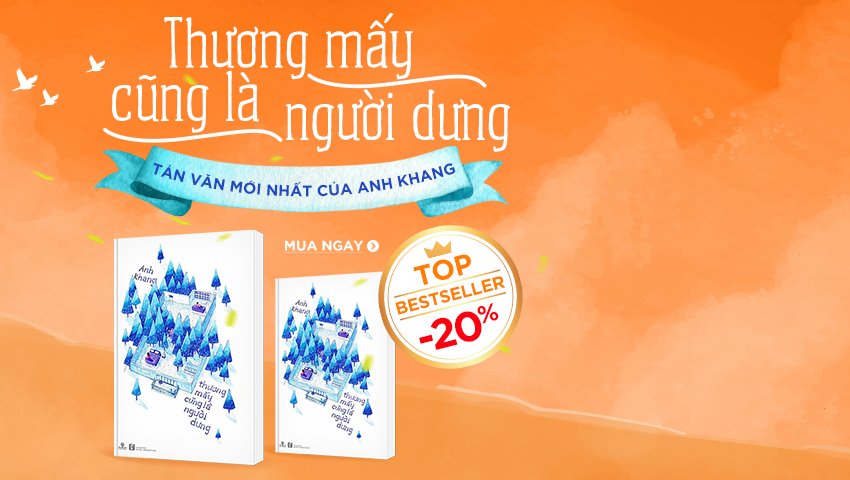 Thương mấy
cũng là
người dưng
TẢN VĂN MỚI NHẤT CỦA ANH KHANG
MUA NGAY
TOP
BESTSELLER
-20%
Anh
Khang
thương
mấy
cũng là
người
dưng
Anh
Khang
thương
mấy
cũng là
người
dưng